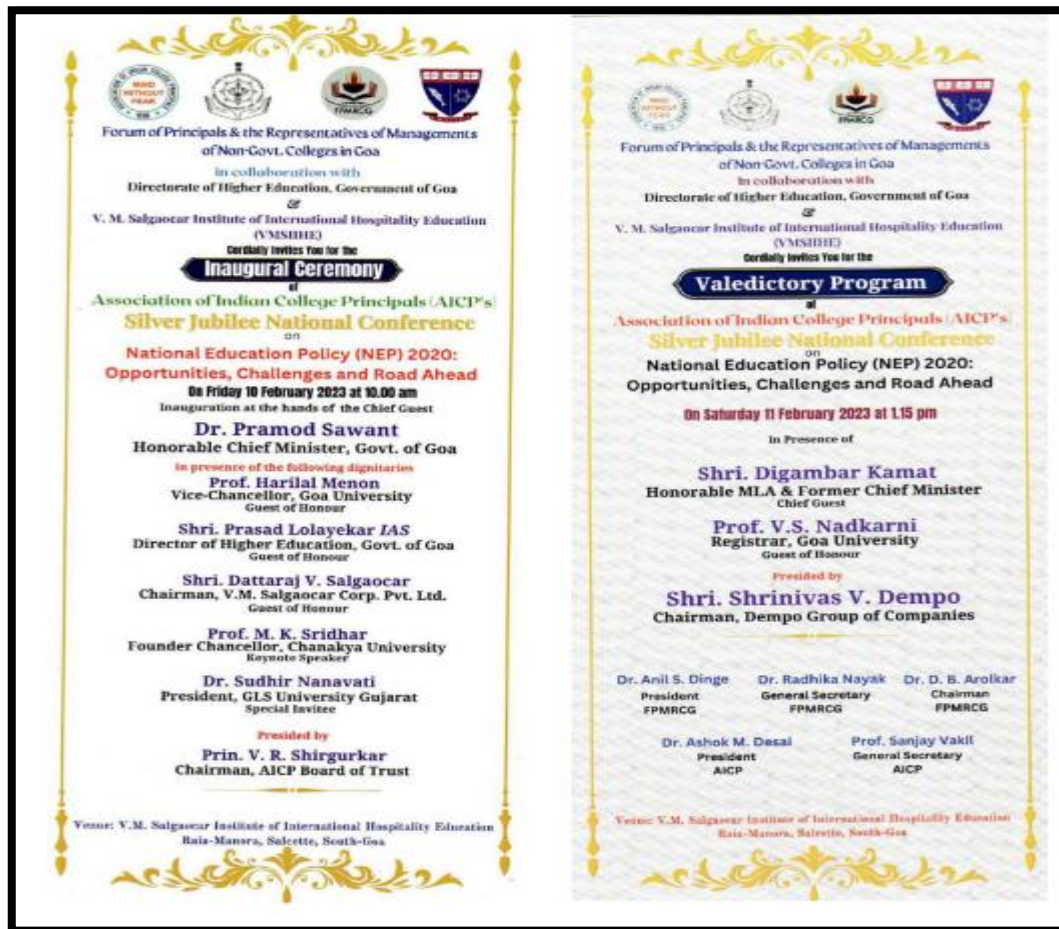 MIND
WITHOUT
FEAR
FPMRCG
Forum of Principals & the Representatives of Managements
of Non-Govt. Colleges in Goa
in collaboration with
Directorate of Higher Education, Government of Goa
&
V. M. Salgaocar Institute of International Hospitality Education
(VMSIIHE)
Cordially Invites You for the
Inaugural Ceremony
of
Association of Indian College Principals (AICP's)
Silver Jubilee National Conference
on
National Education Policy (NEP) 2020:
Opportunities, Challenges and Road Ahead
On Friday 10 February 2023 at 10.00 am
Inauguration at the hands of the Chief Guest
Dr. Pramod Sawant
Honorable Chief Minister, Govt. of Goa
in presence of the following dignitaries
Prof. Harilal Menon
Vice-Chancellor, Goa University
Guest of Honour
Shri. Prasad Lolayekar IAS
Director of Higher Education, Govt. of Goa
Guest of Honour
Shri. Dattaraj V. Salgaocar
Chairman, V.M. Salgaocar Corp. Pvt. Ltd.
Guest of Honour
Prof. M. K. Sridhar
Founder Chancellor, Chanakya University
Keynote Speaker
Dr. Sudhir Nanavati
President, GLS University Gujarat
Special Invitee
Presided by
Prin. V. R. Shirgurkar
Chairman, AICP Board of Trust
Venue: V.M. Salgaocar Institute of International Hospitality Education
Raia-Manora, Salcette, South-Goa
MIND
WITHOUT
FEAR
FPMRCG
Forum of Principals & the Representatives of Managements
of Non-Govt. Colleges in Goa
in collaboration with
Directorate of Higher Education, Government of Goa
&
V. M. Salgaocar Institute of International Hospitality Education
(VMSIIHE)
Cordially Invites You for the
Valedictory Program
of
Association of Indian College Principals (AICP's)
Silver Jubilee National Conference
on
National Education Policy (NEP) 2020:
Opportunities, Challenges and Road Ahead
On Saturday 11 February 2023 at 1.15 pm
In Presence of
Shri. Digambar Kamat
Honorable MLA & Former Chief Minister
Chief Guest
Prof. V.S. Nadkarni
Registrar, Goa University
Guest of Honour
Presided by
Shri. Shrinivas V. Dempo
Chairman, Dempo Group of Companies
Dr. Anil S. Dinge Dr. Radhika Nayak Dr. D. B. Arolkar
President General Secretary Chairman
FPMRCG FPMRCG FPMRCG
Dr. Ashok M. Desai Prof. Sanjay Vakil
President General Secretary
AICP AICP
Venue: V.M. Salgaocar Institute of International Hospitality Education
Raia-Manora, Salcette, South-Goa